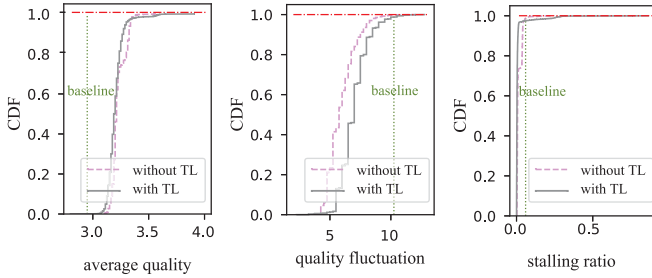 CDF
1.0
0.8
0.6
0.4
0.2
0.0
baseline
without TL
with TL
3.0 3.5 4.0
average quality
CDF
1.0
0.8
0.6
0.4
0.2
0.0
baseline
without TL
with TL
5 10
quality fluctuation
CDF
1.0
0.8
0.6
0.4
0.2
0.0
baseline
without TL
with TL
0.0 0.5
stalling ratio